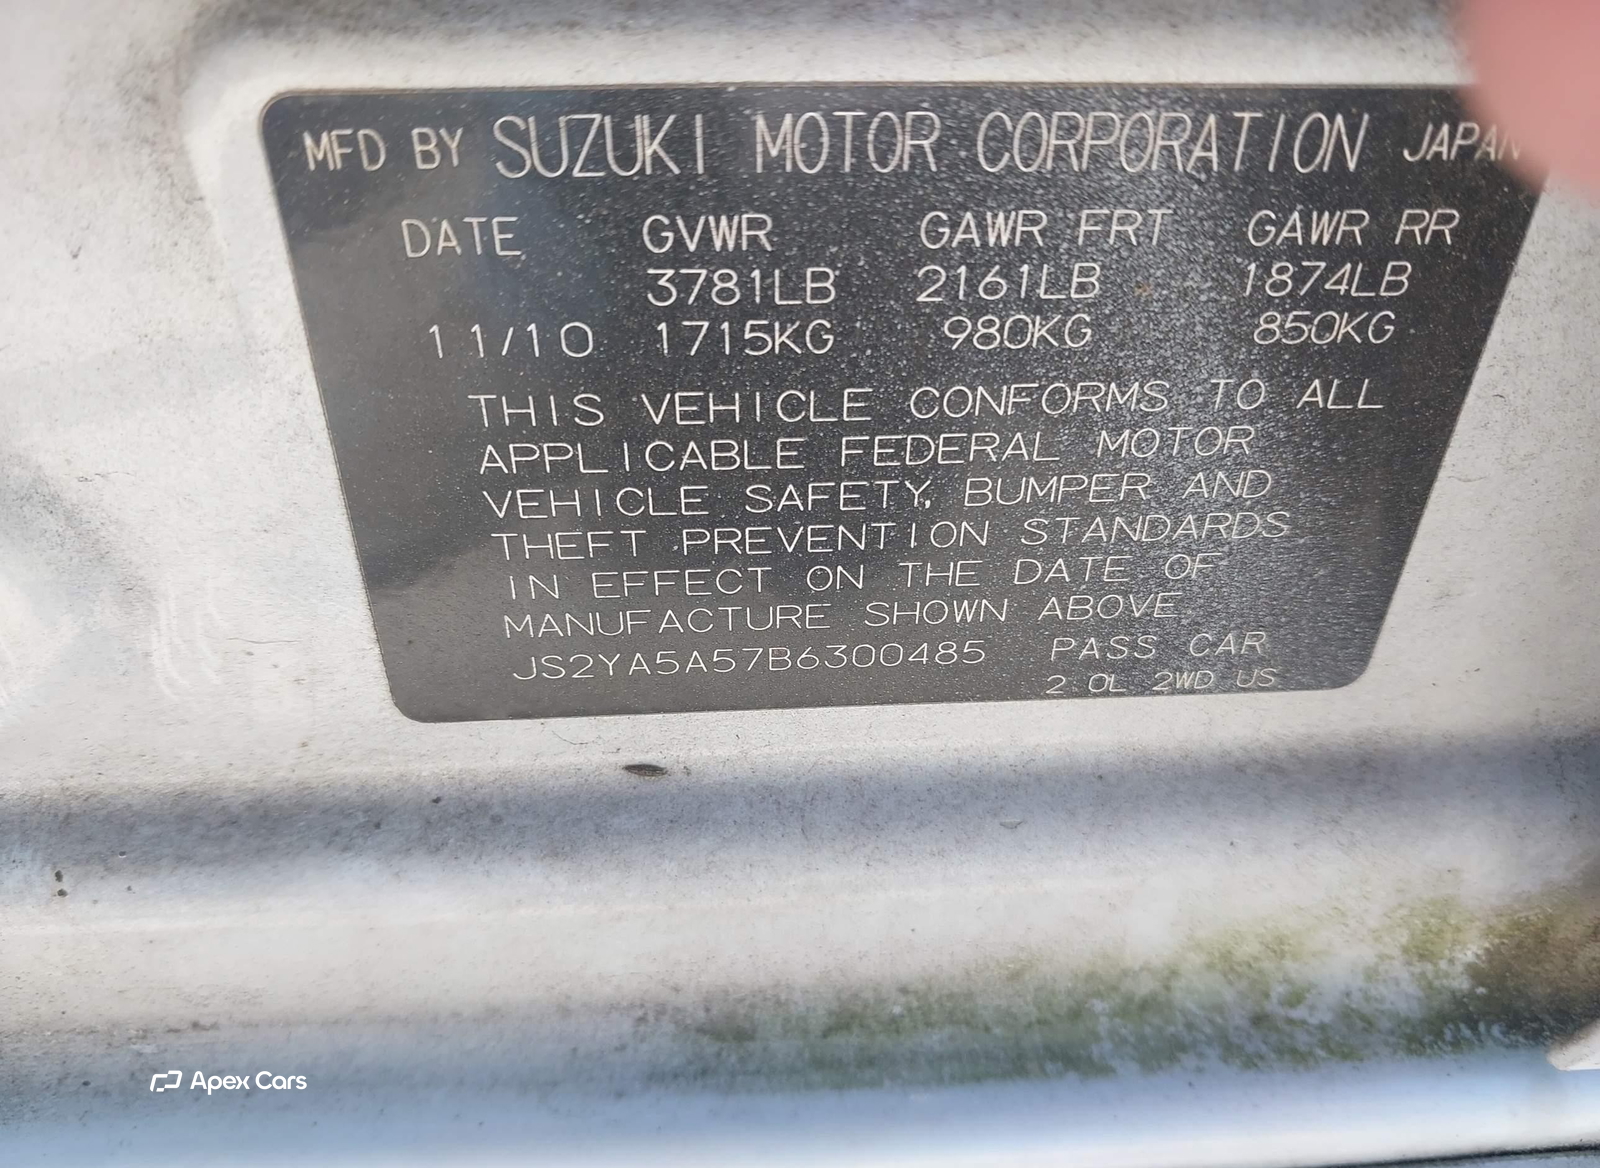 MFD BY SUZUKI MOTOR CORPORATION JAPAN
DATE GVWR GAWR FRT GAWR RR
3781LB 2161LB 1874LB
11/10 1715KG 980KG 850KG
THIS VEHICLE CONFORMS TO ALL
APPLICABLE FEDERAL MOTOR
VEHICLE SAFETY, BUMPER AND
THEFT PREVENTION STANDARDS
IN EFFECT ON THE DATE OF
MANUFACTURE SHOWN ABOVE
JS2YA5A57B6300485 PASS CAR
2 0L 2WD US
Apex Cars